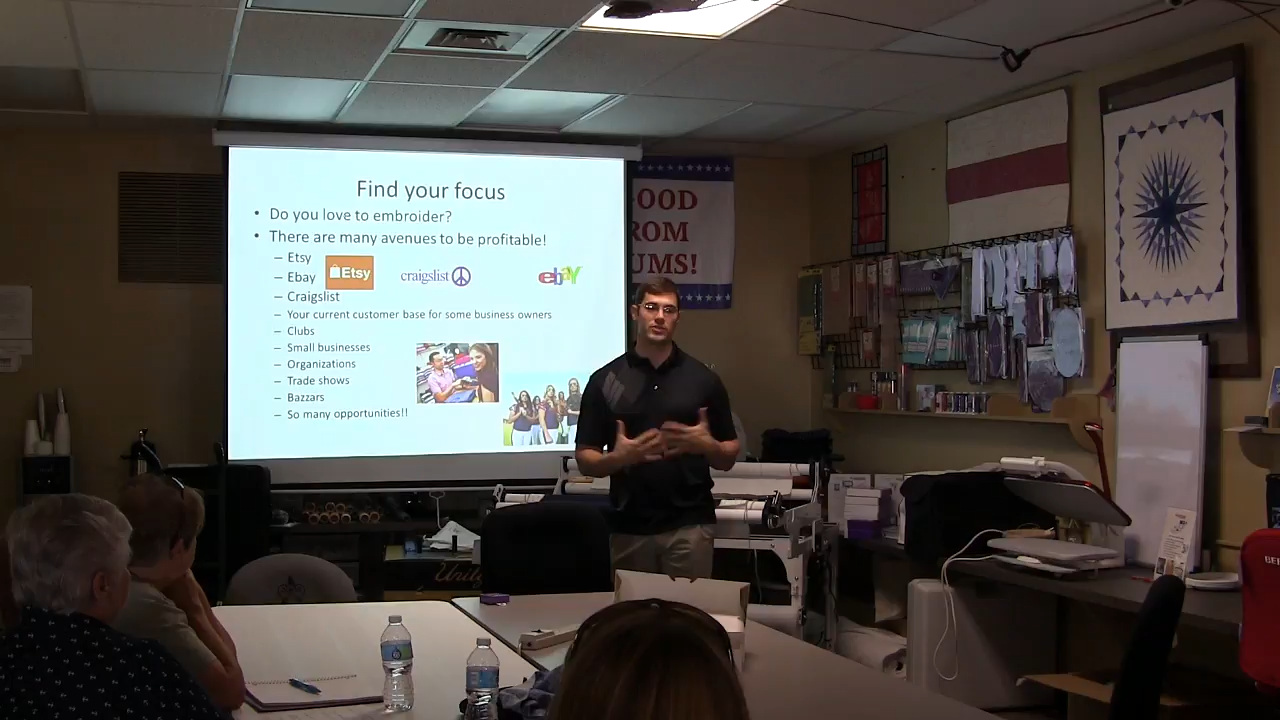 Find your focus
• Do you love to embroider?
• There are many avenues to be profitable!
– Etsy
– Ebay
Etsy
craigslist
ebay
– Craigslist
– Your current customer base for some business owners
– Clubs
– Small businesses
– Organizations
– Trade shows
– Bazzars
– So many opportunities!!
OOD
ROM
UMS!
Unite
BER